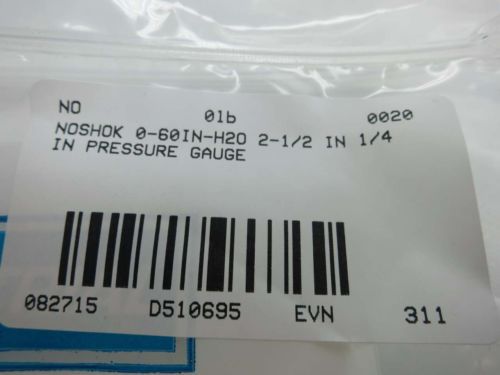 NO 01b 0020
NOSHOK 0-60IN-H2O 2-1/2 IN 1/4
IN PRESSURE GAUGE
082715 D510695 EVN 311